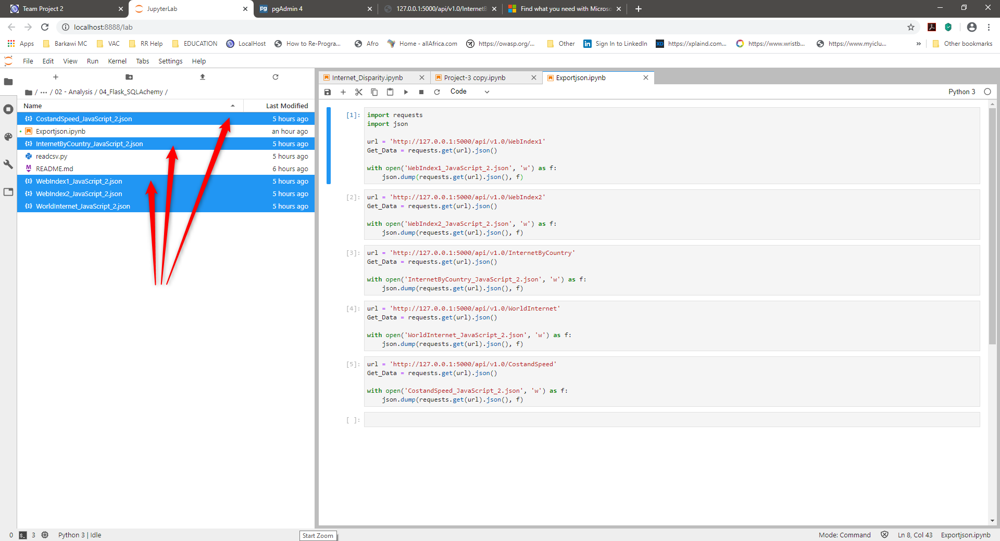 Team Project 2
JupyterLab
pgAdmin 4
127.0.0.1:5000/api/v1.0/InternetB
Find what you need with Microso
localhost:8888/lab
Apps
Barkawi MC
VAC
RR Help
EDUCATION
LocalHost
How to Re-Progra...
Afro
Home - allAfrica.com
https://owasp.org/...
Other
Sign In to LinkedIn
https://xplaind.com...
https://www.wristb...
https://www.myiclu...
»
Other bookmarks
File Edit View Run Kernel Tabs Settings Help
/ ··· / 02 - Analysis / 04_Flask_SQLAchemy /
Name Last Modified
CostandSpeed_JavaScript_2.json 5 hours ago
Exportjson.ipynb an hour ago
InternetByCountry_JavaScript_2.json 5 hours ago
readcsv.py 5 hours ago
README.md 6 hours ago
WebIndex1_JavaScript_2.json 5 hours ago
WebIndex2_JavaScript_2.json 5 hours ago
WorldInternet_JavaScript_2.json 5 hours ago
Internet_Disparity.ipynb
Project-3 copy.ipynb
Exportjson.ipynb
Code
Python 3
[1]: import requests
import json
url = 'http://127.0.0.1:5000/api/v1.0/WebIndex1'
Get_Data = requests.get(url).json()
with open('WebIndex1_JavaScript_2.json', 'w') as f:
json.dump(requests.get(url).json(), f)
[2]: url = 'http://127.0.0.1:5000/api/v1.0/WebIndex2'
Get_Data = requests.get(url).json()
with open('WebIndex2_JavaScript_2.json', 'w') as f:
json.dump(requests.get(url).json(), f)
[3]: url = 'http://127.0.0.1:5000/api/v1.0/InternetByCountry'
Get_Data = requests.get(url).json()
with open('InternetByCountry_JavaScript_2.json', 'w') as f:
json.dump(requests.get(url).json(), f)
[4]: url = 'http://127.0.0.1:5000/api/v1.0/WorldInternet'
Get_Data = requests.get(url).json()
with open('WorldInternet_JavaScript_2.json', 'w') as f:
json.dump(requests.get(url).json(), f)
[5]: url = 'http://127.0.0.1:5000/api/v1.0/CostandSpeed'
Get_Data = requests.get(url).json()
with open('CostandSpeed_JavaScript_2.json', 'w') as f:
json.dump(requests.get(url).json(), f)
[ ]:
0 3 Python 3 | Idle
Start Zoom
Mode: Command
Ln 8, Col 43
Exportjson.ipynb